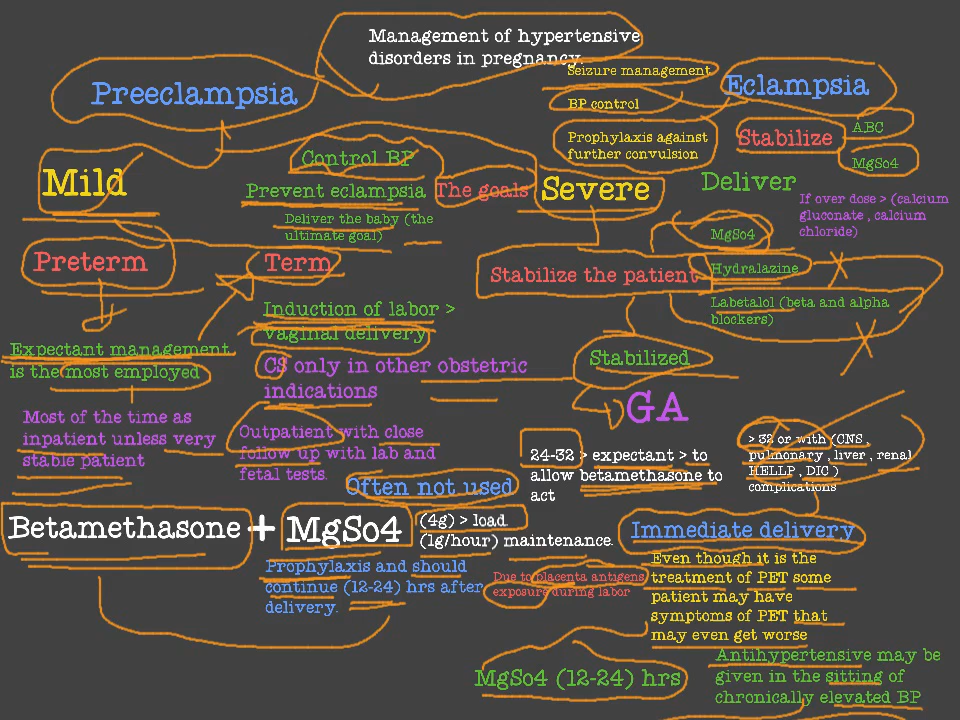 Management of hypertensive
disorders in pregnancy.
Preeclampsia
Seizure management
BP control
Prophylaxis against
further convulsion
Eclampsia
Stabilize
ABC
MgSo4
Deliver
If over dose > (calcium
gluconate , calcium
chloride)
Mild
Control BP
Prevent eclampsia
Deliver the baby (the
ultimate goal)
The goals
Severe
MgSo4
Hydralazine
Labetalol (beta and alpha
blockers)
Preterm
Term
Stabilize the patient
Induction of labor >
vaginal delivery
Expectant management
is the most employed
CS only in other obstetric
indications
Stabilized
GA
Most of the time as
inpatient unless very
stable patient
Outpatient with close
follow up with lab and
fetal tests.
Often not used
24-32 > expectant > to
allow betamethasone to
act
> 32 or with (CNS ,
pulmonary , liver , renal
HELLP , DIC )
complications
Betamethasone + MgSo4
(4g) > load
(1g/hour) maintenance.
Immediate delivery
Prophylaxis and should
continue (12-24) hrs after
delivery.
Due to placenta antigens
exposure during labor
Even though it is the
treatment of PET some
patient may have
symptoms of PET that
may even get worse
MgSo4 (12-24) hrs
Antihypertensive may be
given in the sitting of
chronically elevated BP